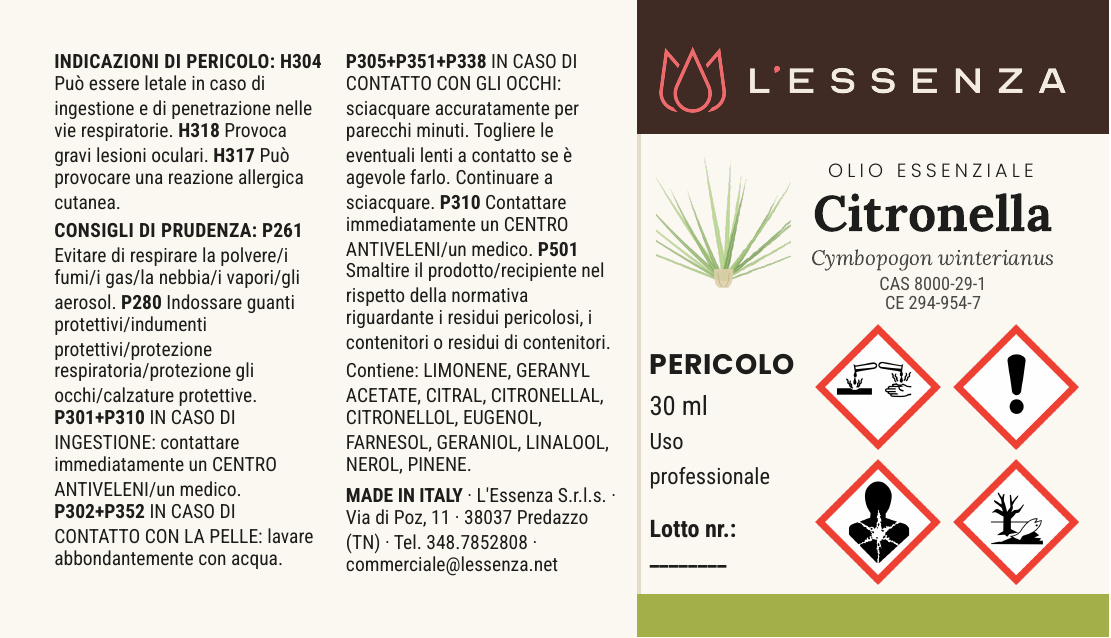 INDICAZIONI DI PERICOLO: H304
Può essere letale in caso di
ingestione e di penetrazione nelle
vie respiratorie. H318 Provoca
gravi lesioni oculari. H317 Può
provocare una reazione allergica
cutanea.
CONSIGLI DI PRUDENZA: P261
Evitare di respirare la polvere/i
fumi/i gas/la nebbia/i vapori/gli
aerosol. P280 Indossare guanti
protettivi/indumenti
protettivi/protezione
respiratoria/protezione gli
occhi/calzature protettive.
P301+P310 IN CASO DI
INGESTIONE: contattare
immediatamente un CENTRO
ANTIVELENI/un medico.
P302+P352 IN CASO DI
CONTATTO CON LA PELLE: lavare
abbondantemente con acqua.
P305+P351+P338 IN CASO DI
CONTATTO CON GLI OCCHI:
sciacquare accuratamente per
parecchi minuti. Togliere le
eventuali lenti a contatto se è
agevole farlo. Continuare a
sciacquare. P310 Contattare
immediatamente un CENTRO
ANTIVELENI/un medico. P501
Smaltire il prodotto/recipiente nel
rispetto della normativa
riguardante i residui pericolosi, i
contenitori o residui di contenitori.
Contiene: LIMONENE, GERANYL
ACETATE, CITRAL, CITRONELLAL,
CITRONELLOL, EUGENOL,
FARNESOL, GERANIOL, LINALOOL,
NEROL, PINENE.
MADE IN ITALY · L'Essenza S.r.l.s. ·
Via di Poz, 11 · 38037 Predazzo
(TN) · Tel. 348.7852808 ·
commerciale@lessenza.net
L'ESSENZA
OLIO ESSENZIALE
Citronella
Cymbopogon winterianus
CAS 8000-29-1
CE 294-954-7
PERICOLO
30 ml
Uso
professionale
Lotto nr.:
________